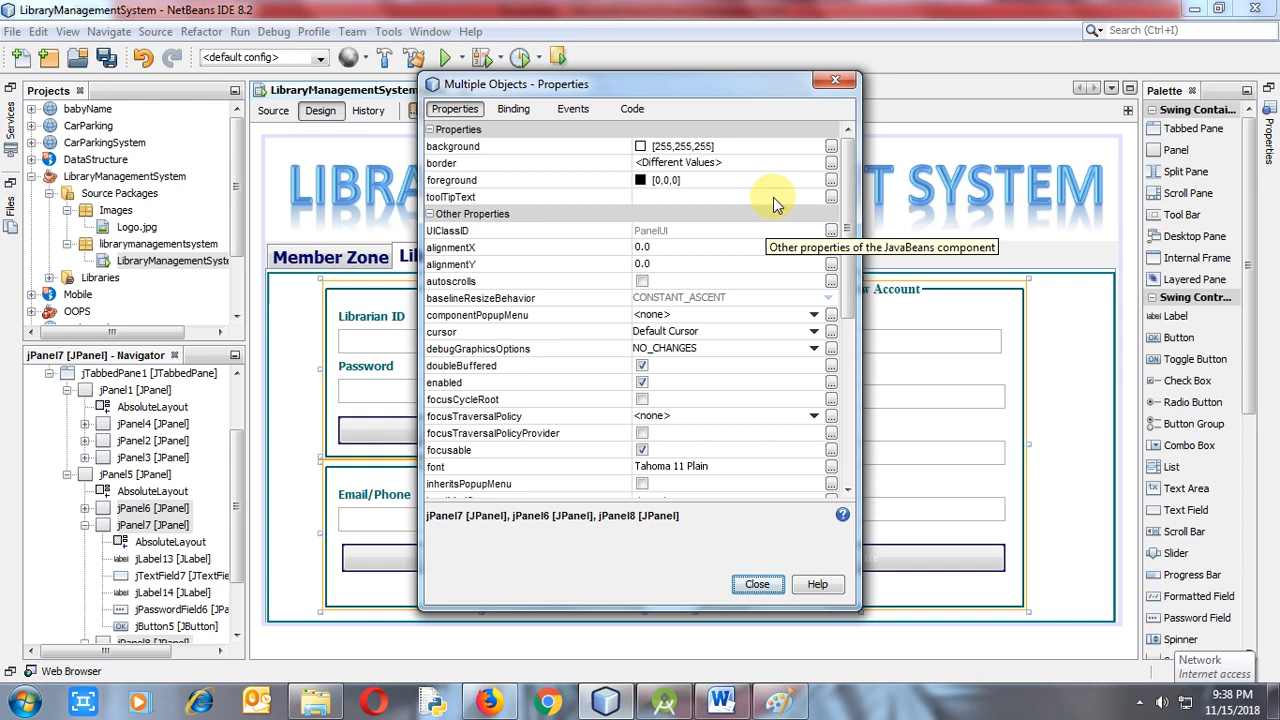 LibraryManagementSystem - NetBeans IDE 8.2
File Edit View Navigate Source Refactor Run Debug Profile Team Tools Window Help
Search (Ctrl+I)
<default config>
Projects
babyName
CarParking
CarParkingSystem
DataStructure
LibraryManagementSystem
Source Packages
Images
Logo.jpg
librarymanagementsystem
LibraryManagementSyste
Libraries
Mobile
OOPS
Services
Files
jPanel7 [JPanel] - Navigator
jTabbedPane1 [JTabbedPane]
jPanel1 [JPanel]
AbsoluteLayout
jPanel4 [JPanel]
jPanel2 [JPanel]
jPanel3 [JPanel]
jPanel5 [JPanel]
AbsoluteLayout
jPanel6 [JPanel]
jPanel7 [JPanel]
AbsoluteLayout
jLabel13 [JLabel]
jTextField7 [JTextFie
jLabel14 [JLabel]
jPasswordField6 [JPa
jButton5 [JButton]
jPanel8 [JPanel]
Web Browser
LibraryManagementSystem
Source Design History
LIBRAR
T SYSTEM
Member Zone
Lib
Librarian ID
Password
Email/Phone
w Account
Multiple Objects - Properties
Properties Binding Events Code
Properties
background [255,255,255]
border <Different Values>
foreground [0,0,0]
toolTipText
Other Properties
UIClassID PanelUI
alignmentX 0.0
alignmentY 0.0
autoscrolls
baselineResizeBehavior CONSTANT_ASCENT
componentPopupMenu <none>
cursor Default Cursor
debugGraphicsOptions NO_CHANGES
doubleBuffered
enabled
focusCycleRoot
focusTraversalPolicy <none>
focusTraversalPolicyProvider
focusable
font Tahoma 11 Plain
inheritsPopupMenu
Other properties of the JavaBeans component
jPanel7 [JPanel], jPanel6 [JPanel], jPanel8 [JPanel]
Close Help
Palette
Swing Contai...
Tabbed Pane
Panel
Split Pane
Scroll Pane
Tool Bar
Desktop Pane
Internal Frame
Layered Pane
Swing Contr...
Label
Button
Toggle Button
Check Box
Radio Button
Button Group
Combo Box
List
Text Area
Text Field
Scroll Bar
Slider
Progress Bar
Formatted Field
Password Field
Spinner
Properties
Network
Internet access
9:38 PM
11/15/2018